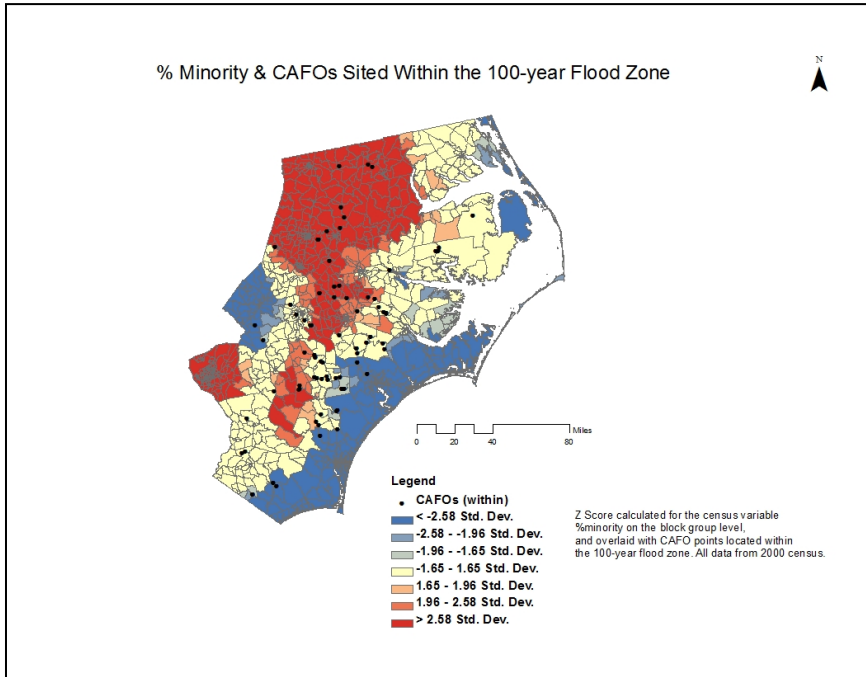 % Minority & CAFOs Sited Within the 100-year Flood Zone
N
0 20 40 80 Miles
Legend
CAFOs (within)
< -2.58 Std. Dev.
-2.58 - -1.96 Std. Dev.
-1.96 - -1.65 Std. Dev.
-1.65 - 1.65 Std. Dev.
1.65 - 1.96 Std. Dev.
1.96 - 2.58 Std. Dev.
> 2.58 Std. Dev.
Z Score calculated for the census variable
%minority on the block group level,
and overlaid with CAFO points located within
the 100-year flood zone. All data from 2000 census.